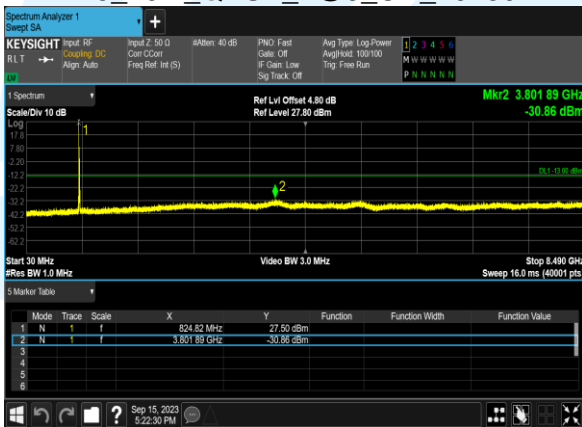 Spectrum Analyzer 1
Swept SA
+
KEYSIGHT
Input: RF
Input Z: 50 Ω
#Atten: 40 dB
PNO: Fast
Avg Type: Log-Power
1 2 3 4 5 6
R L T
Coupling: DC
Corr CCorr
Gate: Off
Avg|Hold: 100/100
M W W W W W
Align: Auto
Freq Ref: Int (S)
IF Gain: Low
Trig: Free Run
Sig Track: Off
P N N N N N
1 Spectrum
Ref Lvl Offset 4.80 dB
Mkr2 3.801 89 GHz
Scale/Div 10 dB
Ref Level 27.80 dBm
-30.86 dBm
Log
17.8
7.80
-2.20
-12.2
-22.2
-32.2
-42.2
-52.2
-62.2
1
2
DL1 -13.00 dBm
Start 30 MHz
Video BW 3.0 MHz
Stop 8.490 GHz
#Res BW 1.0 MHz
Sweep 16.0 ms (40001 pts
5 Marker Table
Mode Trace Scale X Y Function Function Width Function Value
1 N 1 f 824.82 MHz 27.50 dBm
2 N 1 f 3.801 89 GHz -30.86 dBm
3
4
5
6
?
Sep 15, 2023
5:22:30 PM